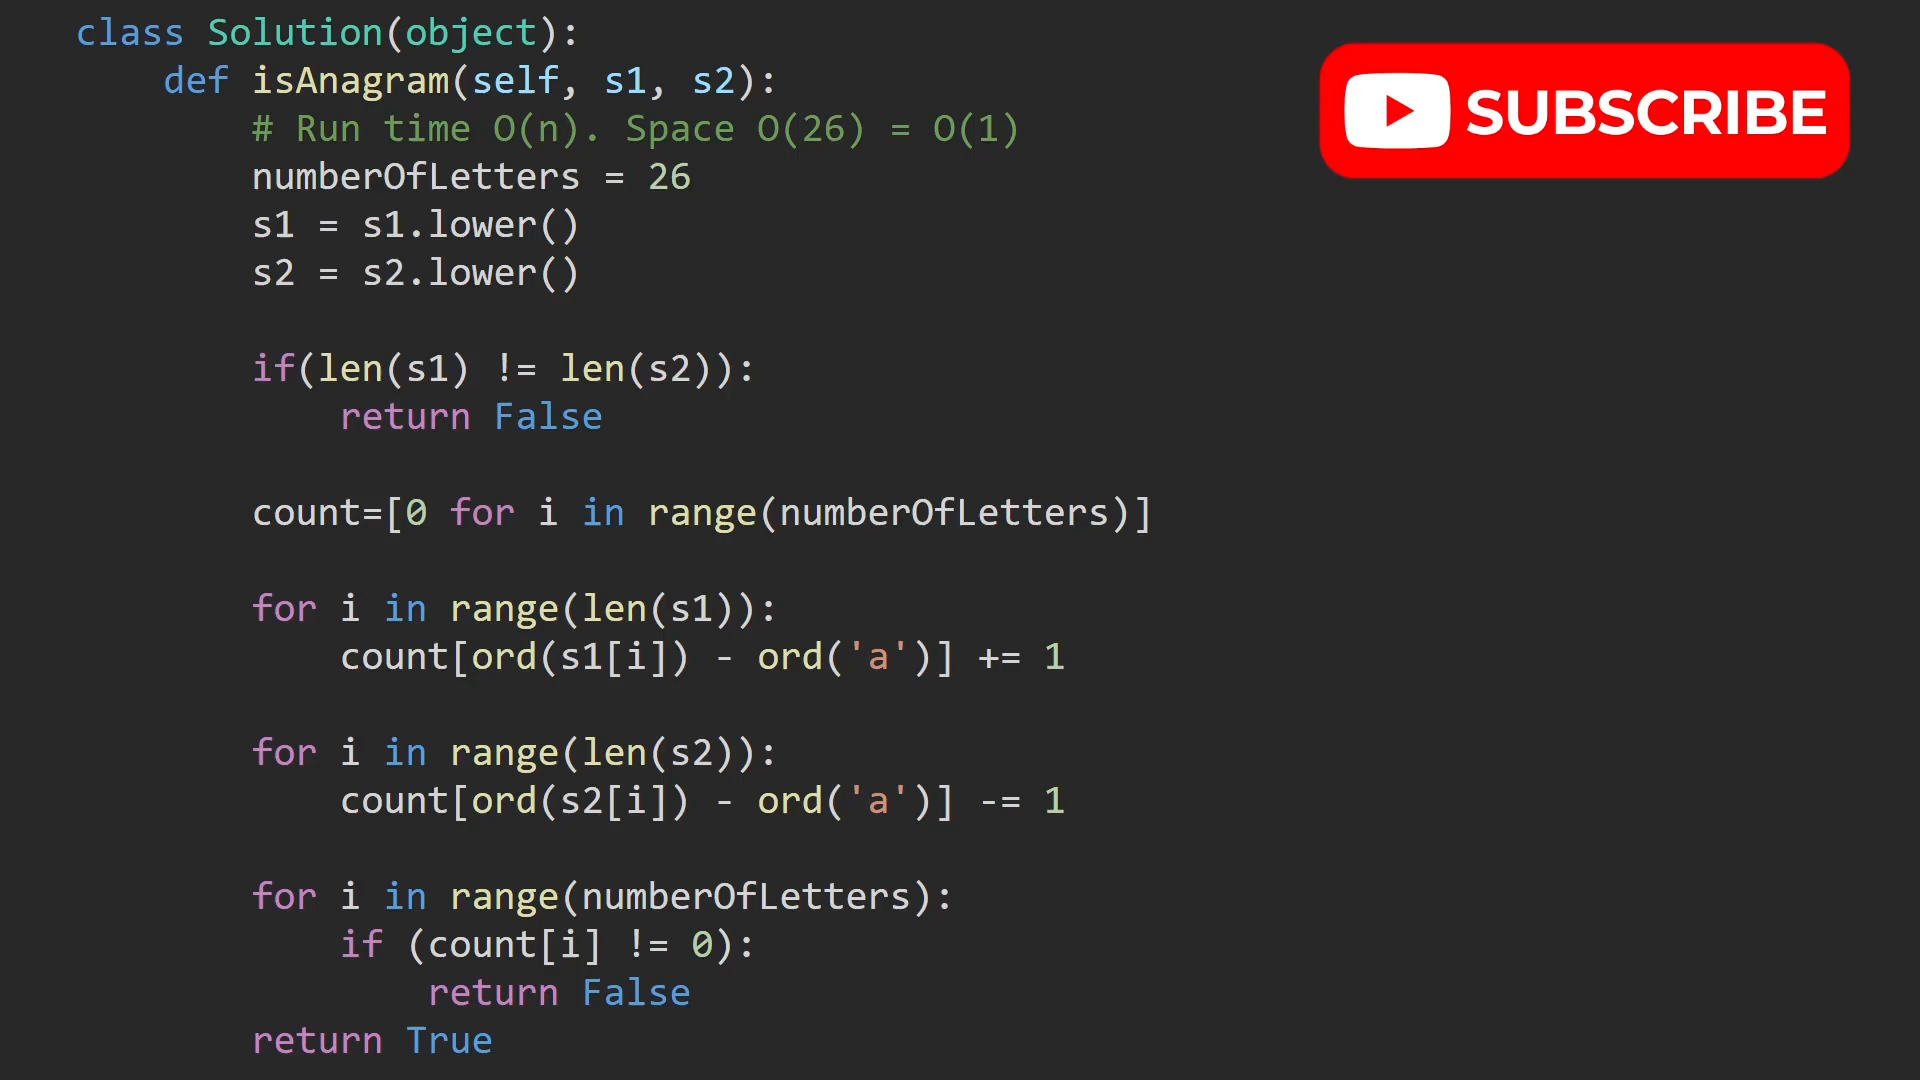 class Solution(object):
    def isAnagram(self, s1, s2):
        # Run time O(n). Space O(26) = O(1)
        numberOfLetters = 26
        s1 = s1.lower()
        s2 = s2.lower()

        if(len(s1) != len(s2)):
            return False

        count=[0 for i in range(numberOfLetters)]

        for i in range(len(s1)):
            count[ord(s1[i]) - ord('a')] += 1

        for i in range(len(s2)):
            count[ord(s2[i]) - ord('a')] -= 1

        for i in range(numberOfLetters):
            if (count[i] != 0):
                return False
        return True
SUBSCRIBE